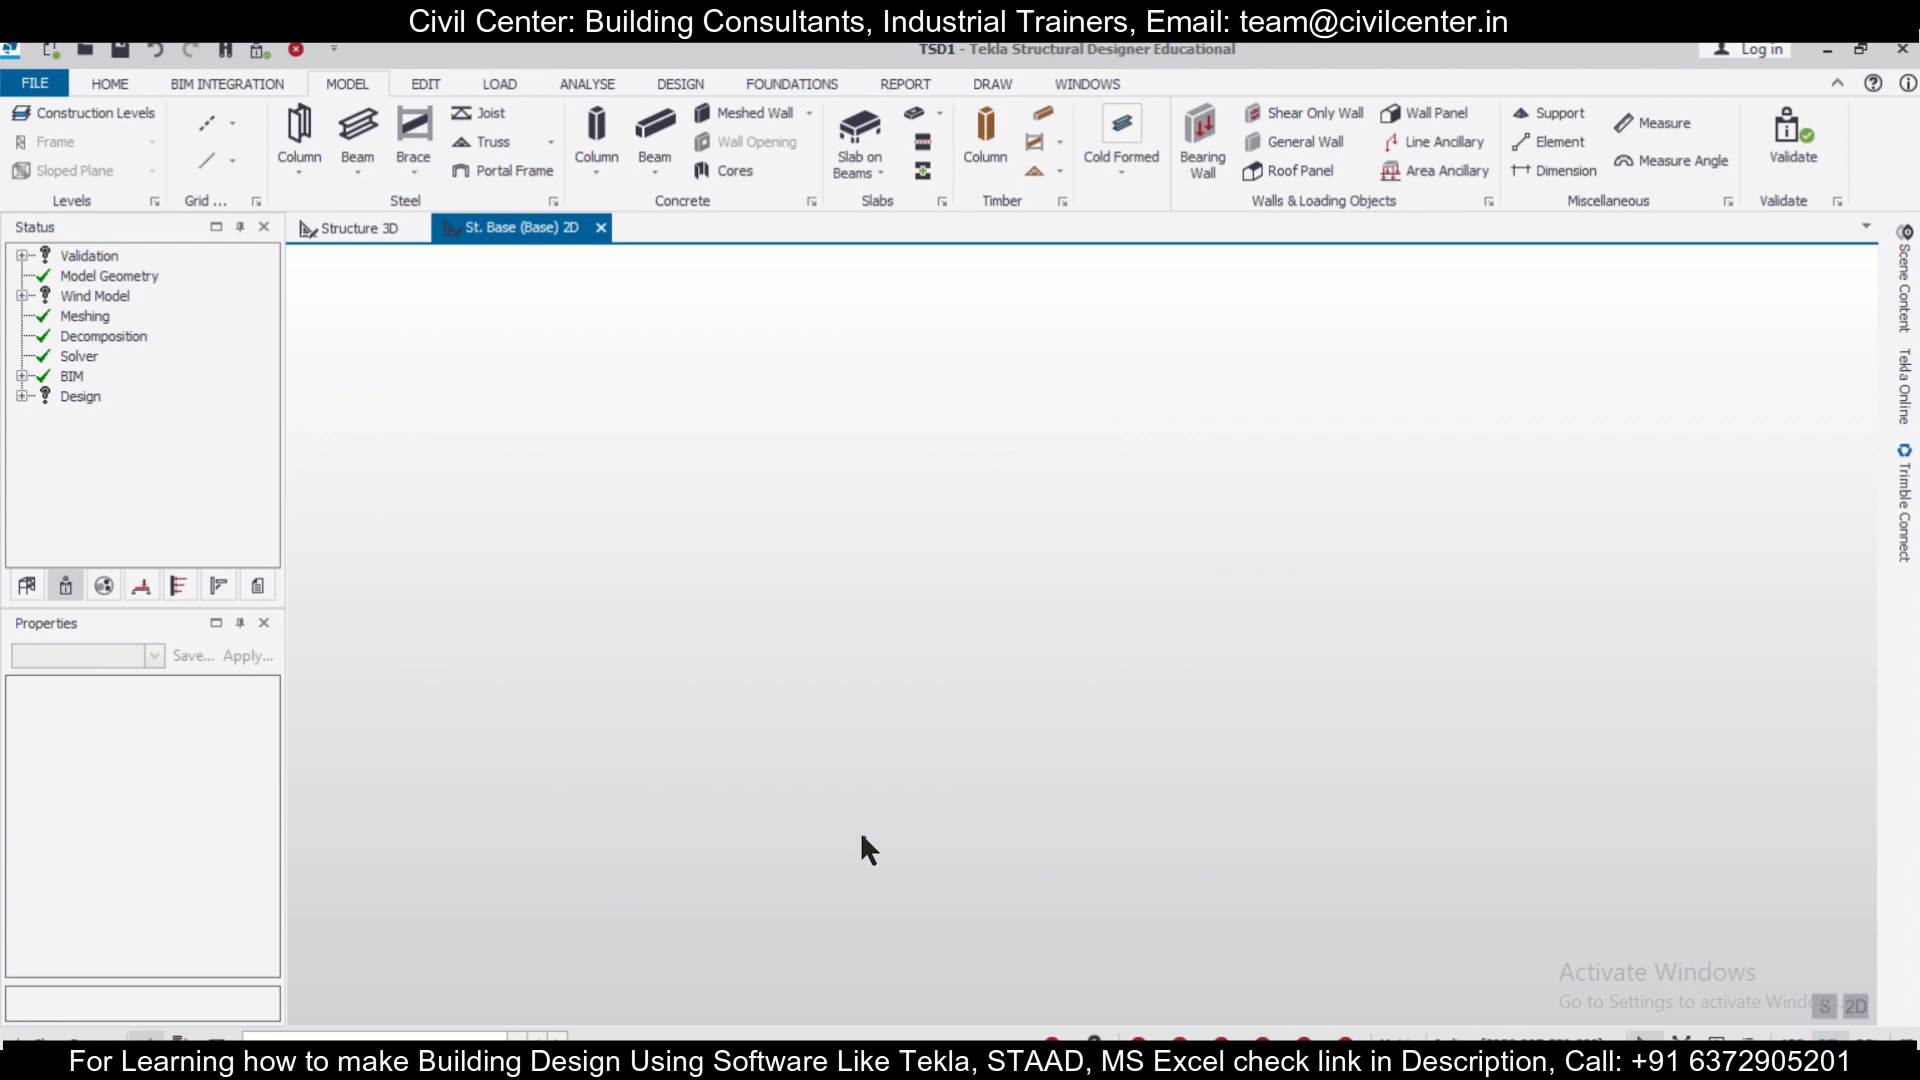 Civil Center: Building Consultants, Industrial Trainers, Email: team@civilcenter.in
TSD1 - Tekla Structural Designer Educational
Log in
FILE HOME BIM INTEGRATION MODEL EDIT LOAD ANALYSE DESIGN FOUNDATIONS REPORT DRAW WINDOWS
Construction Levels
Frame
Sloped Plane
Levels
Grid ...
Column
Beam
Brace
Joist
Truss
Portal Frame
Steel
Column
Beam
Meshed Wall
Wall Opening
Cores
Concrete
Slab on
Beams
Slabs
Column
Timber
Cold Formed
Bearing
Wall
Shear Only Wall
General Wall
Roof Panel
Wall Panel
Line Ancillary
Area Ancillary
Walls & Loading Objects
Support
Element
Dimension
Measure
Measure Angle
Miscellaneous
Validate
Validate
Status
Validation
Model Geometry
Wind Model
Meshing
Decomposition
Solver
BIM
Design
Structure 3D
St. Base (Base) 2D
Scene Content
Tekla Online
Trimble Connect
Properties
Save... Apply...
Activate Windows
Go to Settings to activate Wind
S 2D
For Learning how to make Building Design Using Software Like Tekla, STAAD, MS Excel check link in Description, Call: +91 6372905201